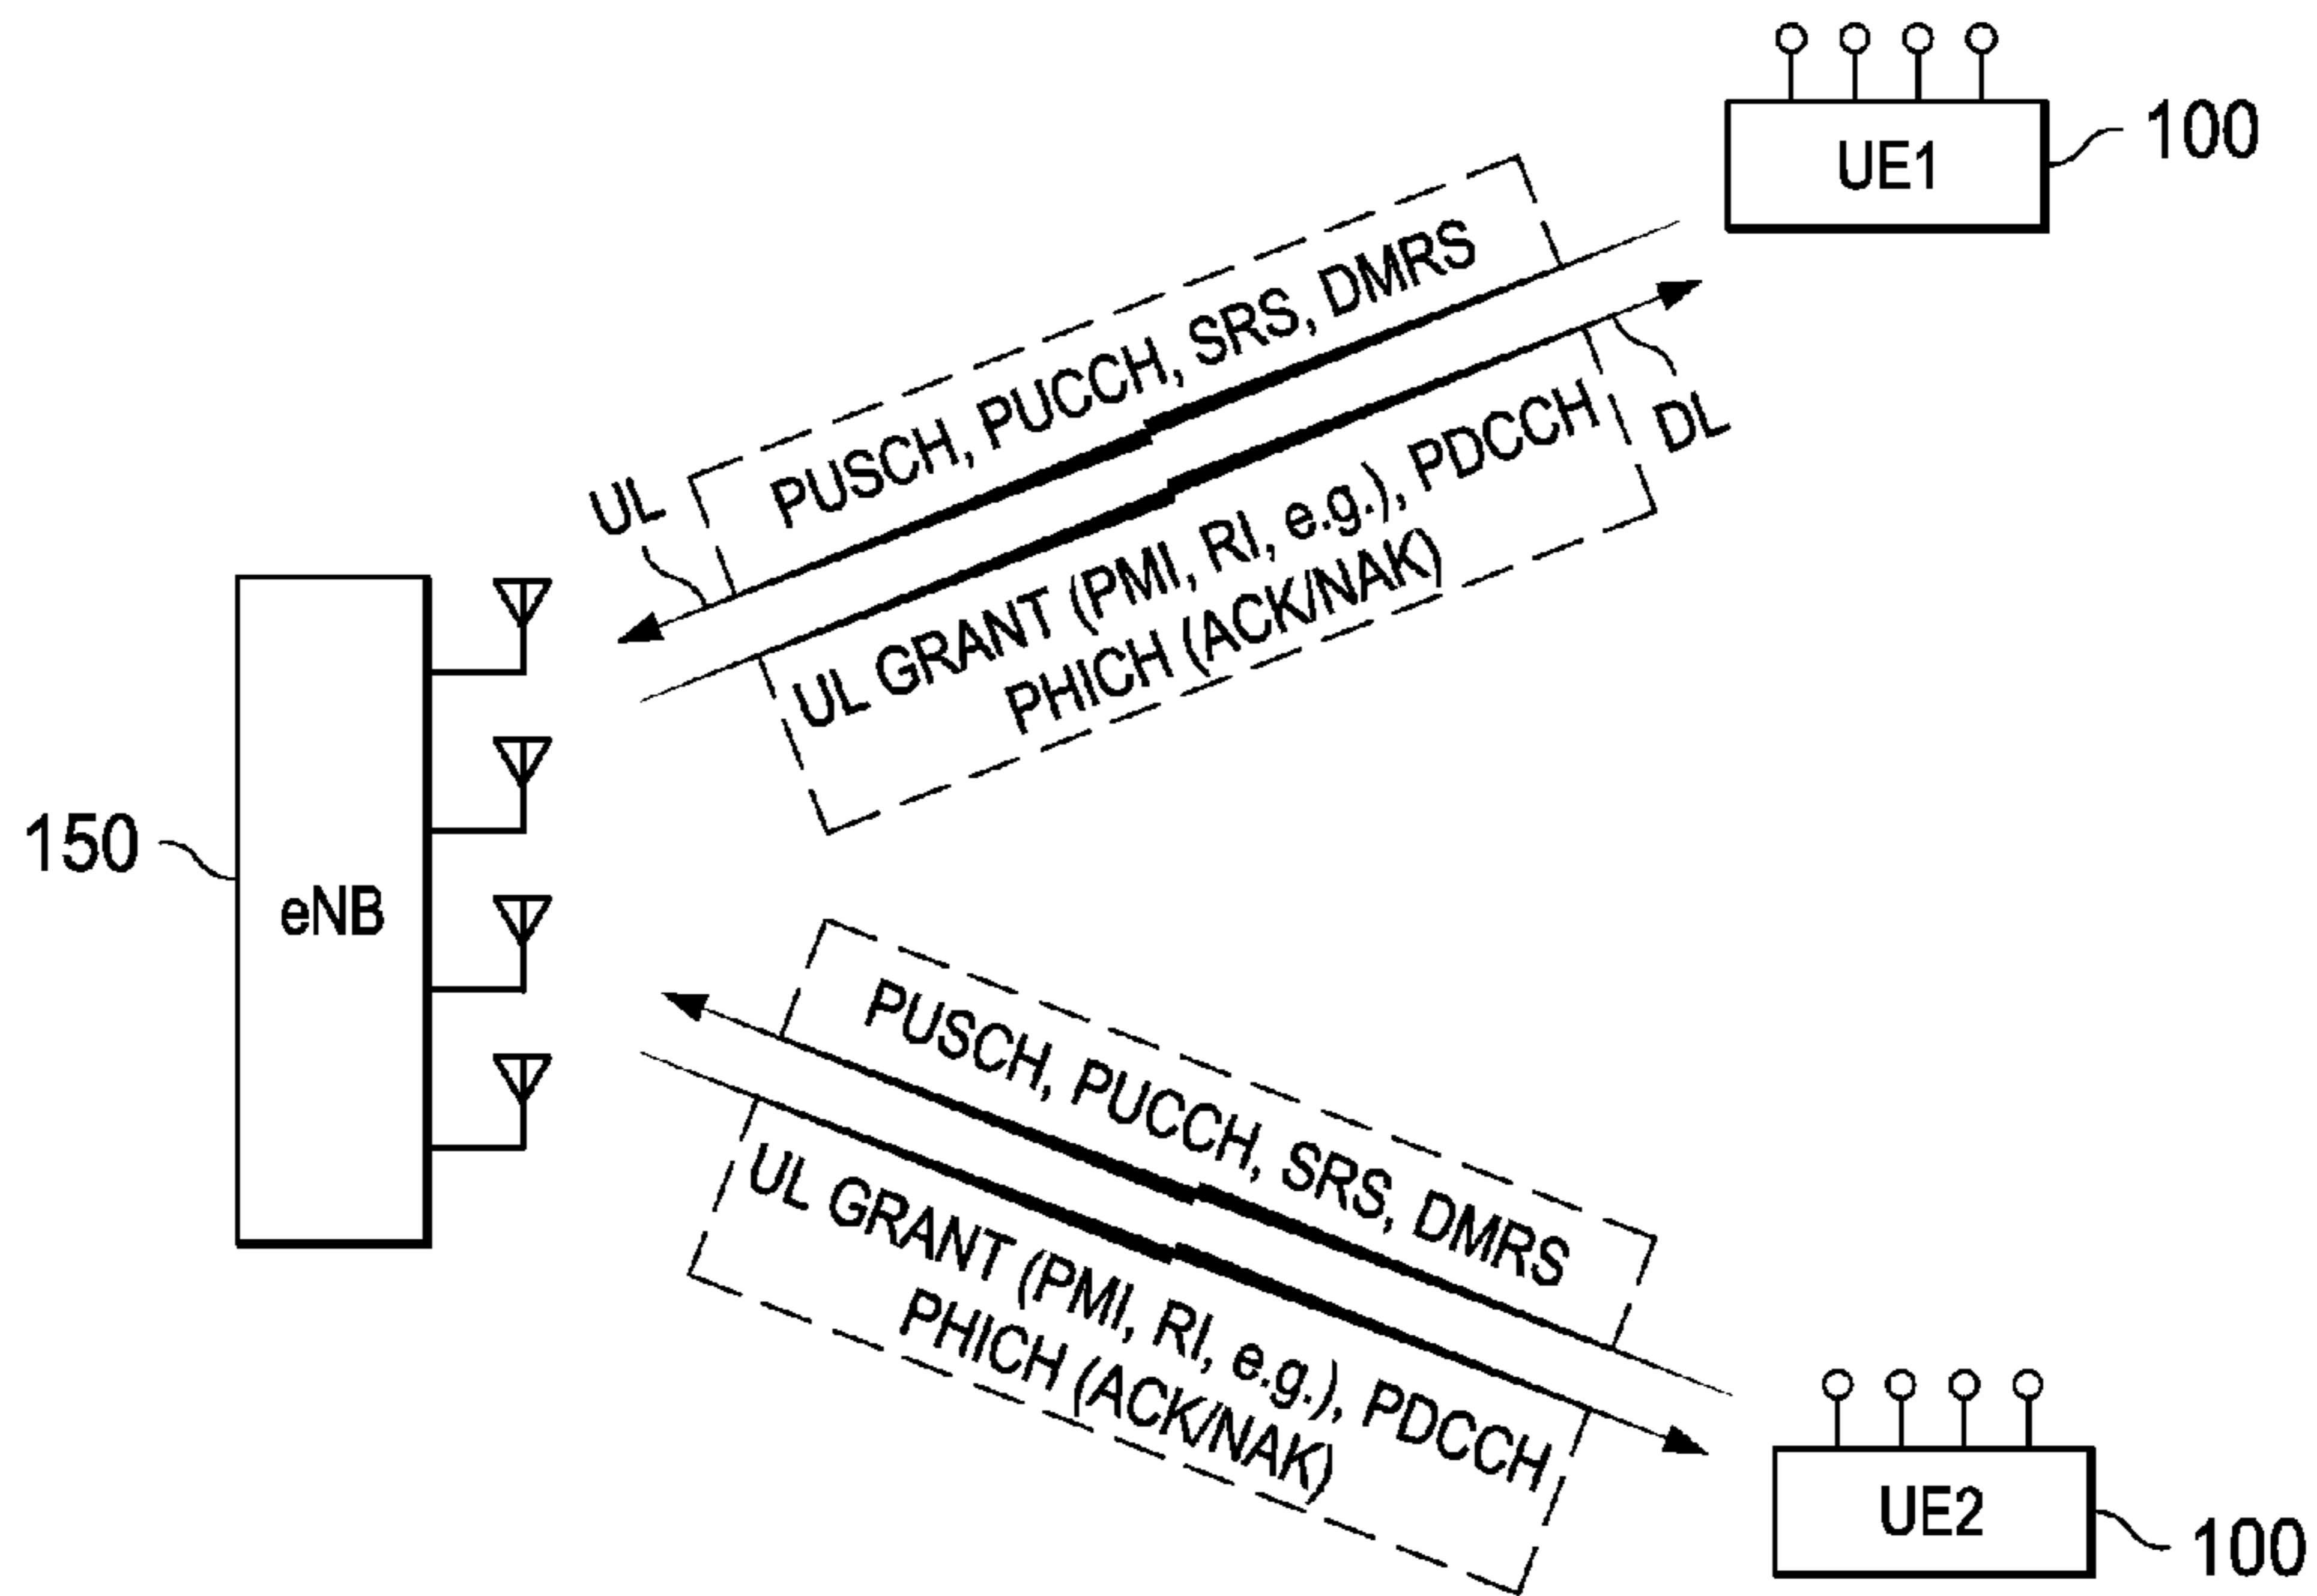 UE1
100
PUSCH, PUCCH, SRS, DMRS
UL
DL
UL GRANT (PMI, RI, e.g.), PDCCH
PHICH (ACK/NAK)
150
eNB
PUSCH, PUCCH, SRS, DMRS
UL GRANT (PMI, RI, e.g.), PDCCH
PHICH (ACK/NAK)
UE2
100